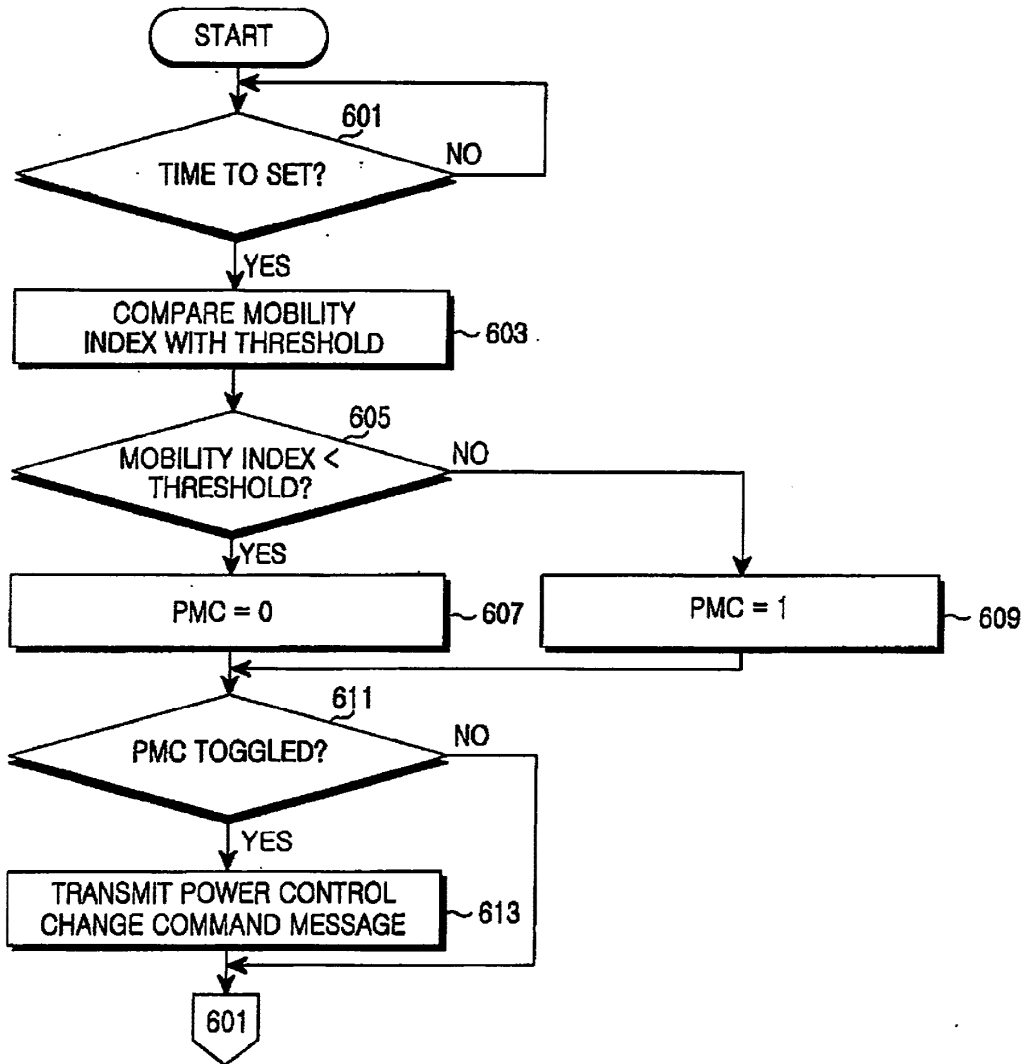 START
601
TIME TO SET?
NO
YES
COMPARE MOBILITY
INDEX WITH THRESHOLD
603
605
MOBILITY INDEX <
THRESHOLD?
NO
YES
PMC = 0
607
PMC = 1
609
611
PMC TOGGLED?
NO
YES
TRANSMIT POWER CONTROL
CHANGE COMMAND MESSAGE
613
601